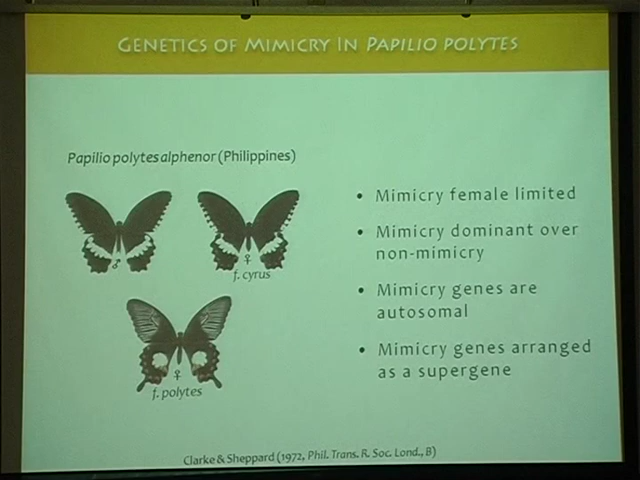 GENETICS OF MIMICRY IN PAPILIO POLYTES
Papilio polytes alphenor (Philippines)
♂
♀
f. cyrus
♀
f. polytes
• Mimicry female limited
• Mimicry dominant over
non-mimicry
• Mimicry genes are
autosomal
• Mimicry genes arranged
as a supergene
Clarke & Sheppard (1972, Phil. Trans. R. Soc. Lond., B)